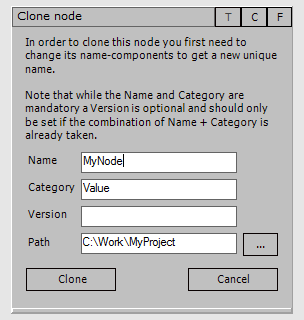 Clone node T C F
In order to clone this node you first need to
change its name-components to get a new unique
name.
Note that while the Name and Category are
mandatory a Version is optional and should only
be set if the combination of Name + Category is
already taken.
Name MyNode
Category Value
Version
Path C:\Work\MyProject ...
Clone Cancel